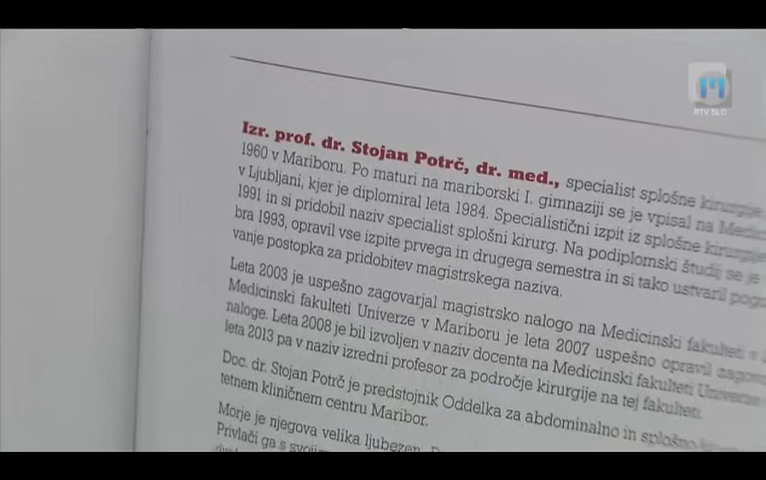 RTV SLO
Izr. prof. dr. Stojan Potrč, dr. med., specialist splošne kirurgije,
1960 v Mariboru. Po maturi na mariborski I. gimnaziji se je vpisal na
v Ljubljani, kjer je diplomiral leta 1984. Specialistični izpit iz splošne kirurgije
1991 in si pridobil naziv specialist splošni kirurg. Na podiplomski študij se je
bra 1993, opravil vse izpite prvega in drugega semestra in si tako ustvaril
vanje postopka za pridobitev magistrskega naziva.
Leta 2003 je uspešno zagovarjal magistrsko nalogo na Medicinski fakulteti v
Medicinski fakulteti Univerze v Mariboru je leta 2007 uspešno opravil
naloge. Leta 2008 je bil izvoljen v naziv docenta na Medicinski fakulteti Univerze
leta 2013 pa v naziv izredni profesor za področje kirurgije na tej fakulteti.
Doc. dr. Stojan Potrč je predstojnik Oddelka za abdominalno in splošno
tetnem kliničnem centru Maribor.
Morje je njegova velika ljubezen.
Privlači ga s